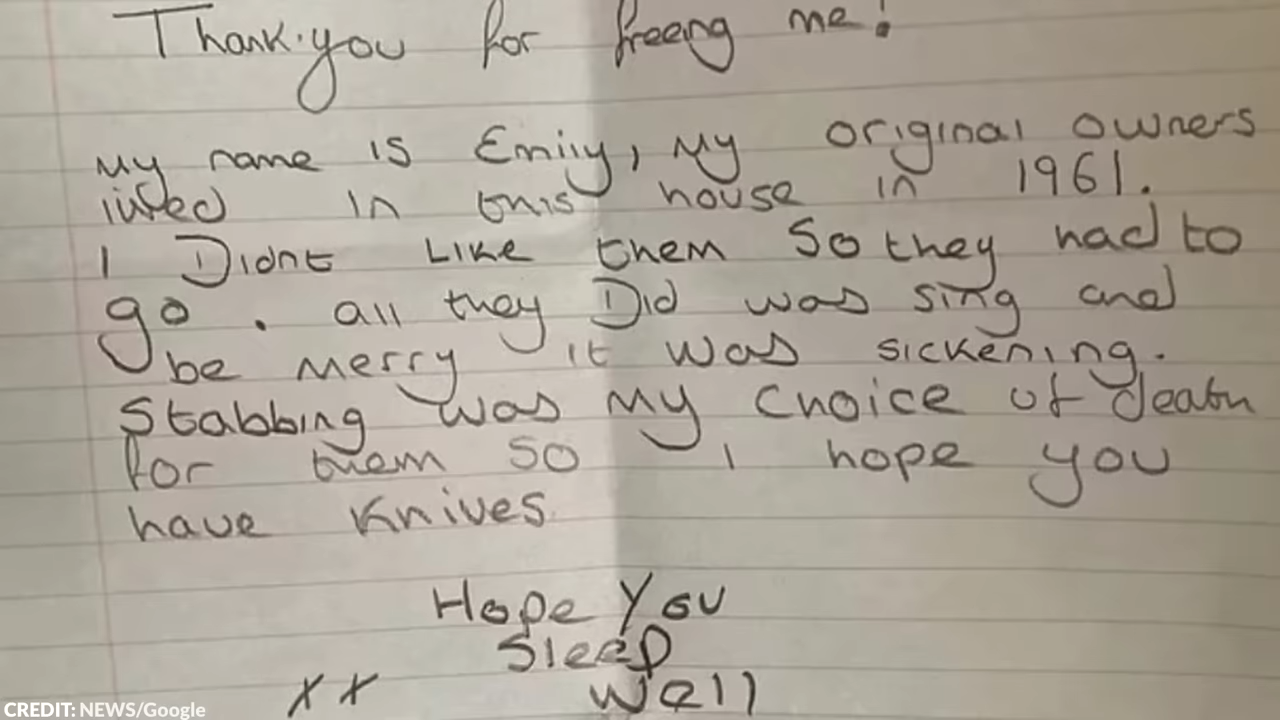 Thank.you for freeing me!
My name is Emily, My original owners
lived in this house in 1961.
I Didnt Like them So they had to
go. all they Did was sing and
be merry it was sickening.
Stabbing was my choice of death
for them so I hope you
have Knives
Hope You
Sleep
xx Well
CREDIT: NEWS/Google